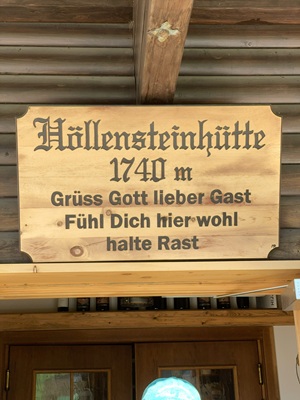 Höllensteinhütte
1740 m
Grüss Gott lieber Gast
Fühl Dich hier wohl
halte Rast